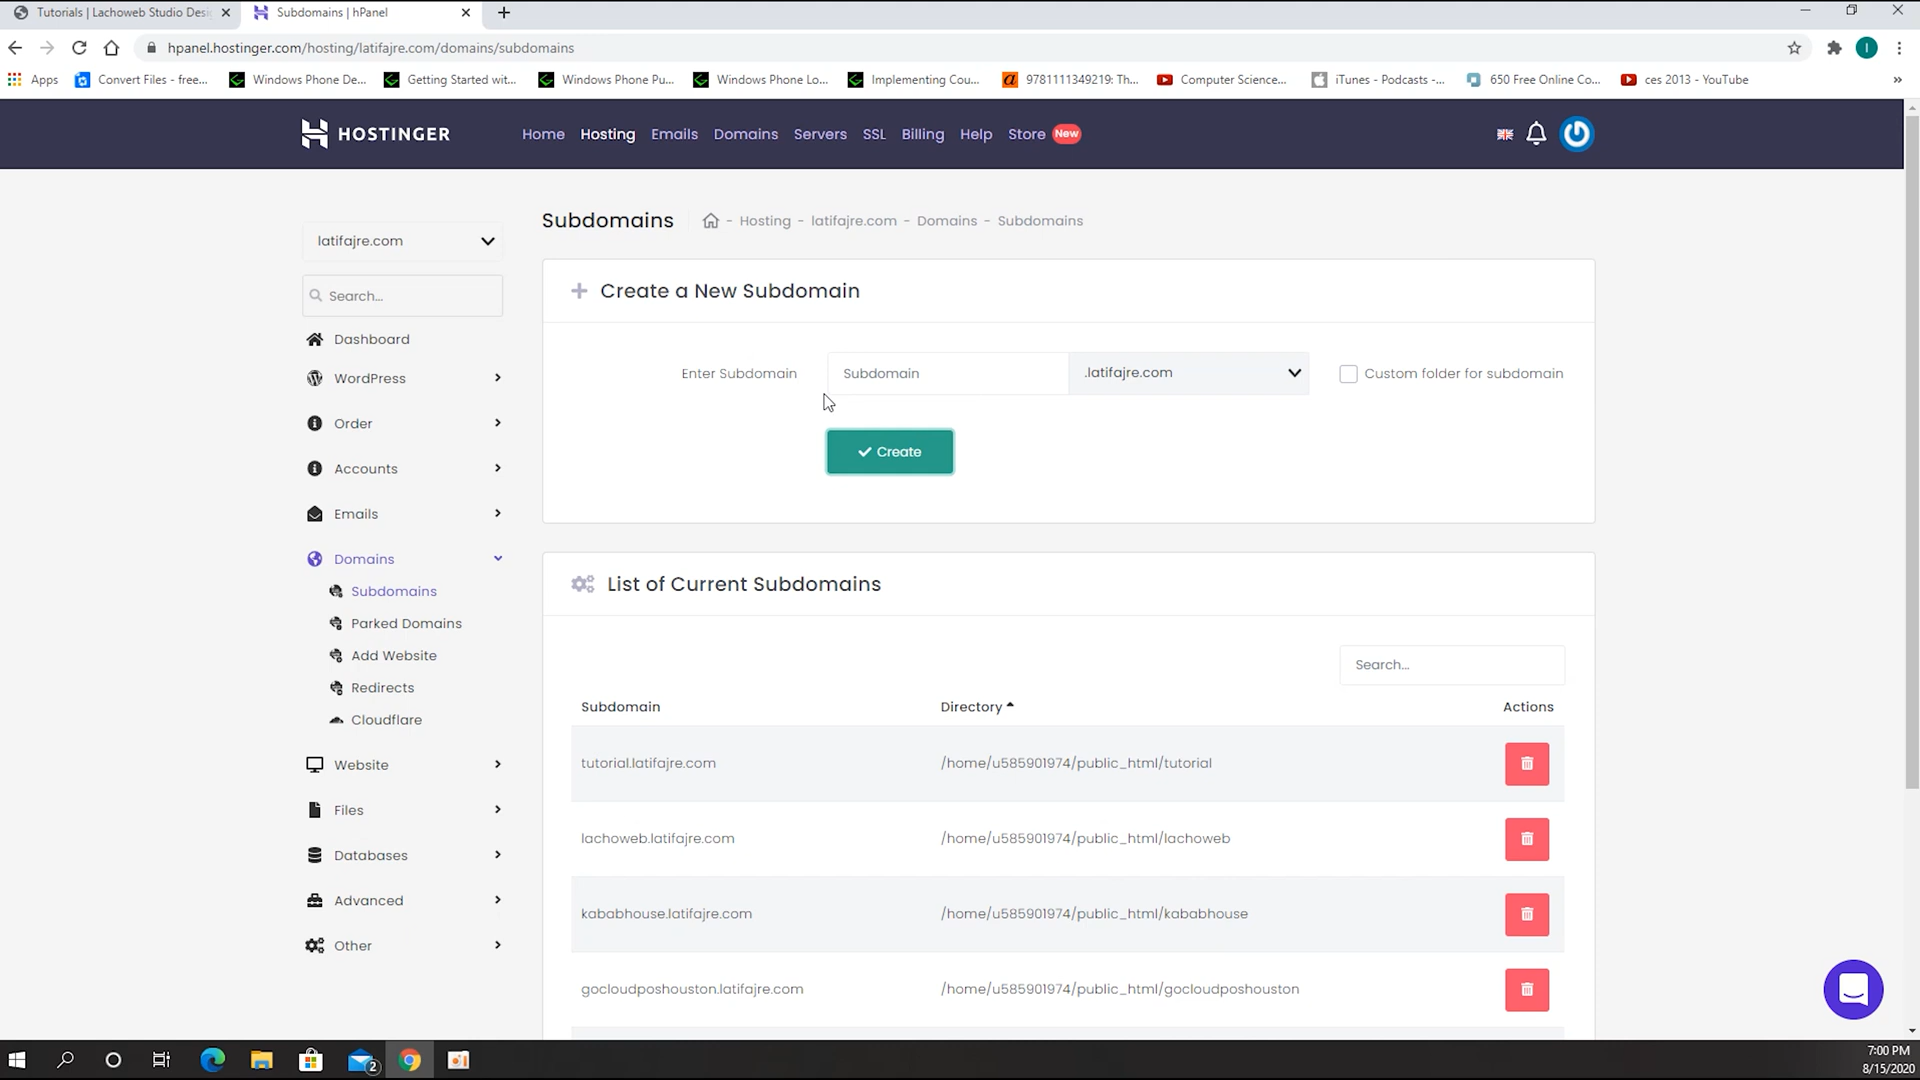 Tutorials | Lachoweb Studio Desi
Subdomains | hPanel
hpanel.hostinger.com/hosting/latifajre.com/domains/subdomains
I
Apps
Convert Files - free...
Windows Phone De...
Getting Started wit...
Windows Phone Pu...
Windows Phone Lo...
Implementing Cou...
9781111349219: Th...
Computer Science...
iTunes - Podcasts -...
650 Free Online Co...
ces 2013 - YouTube
»
HOSTINGER
Home
Hosting
Emails
Domains
Servers
SSL
Billing
Help
Store New
latifajre.com
Search...
Dashboard
WordPress
Order
Accounts
Emails
Domains
Subdomains
Parked Domains
Add Website
Redirects
Cloudflare
Website
Files
Databases
Advanced
Other
Subdomains
- Hosting - latifajre.com - Domains - Subdomains
Create a New Subdomain
Enter Subdomain
Subdomain
.latifajre.com
Custom folder for subdomain
Create
List of Current Subdomains
Search...
Subdomain Directory Actions
tutorial.latifajre.com /home/u585901974/public_html/tutorial
lachoweb.latifajre.com /home/u585901974/public_html/lachoweb
kababhouse.latifajre.com /home/u585901974/public_html/kababhouse
gocloudposhouston.latifajre.com /home/u585901974/public_html/gocloudposhouston
2
7:00 PM
8/15/2020